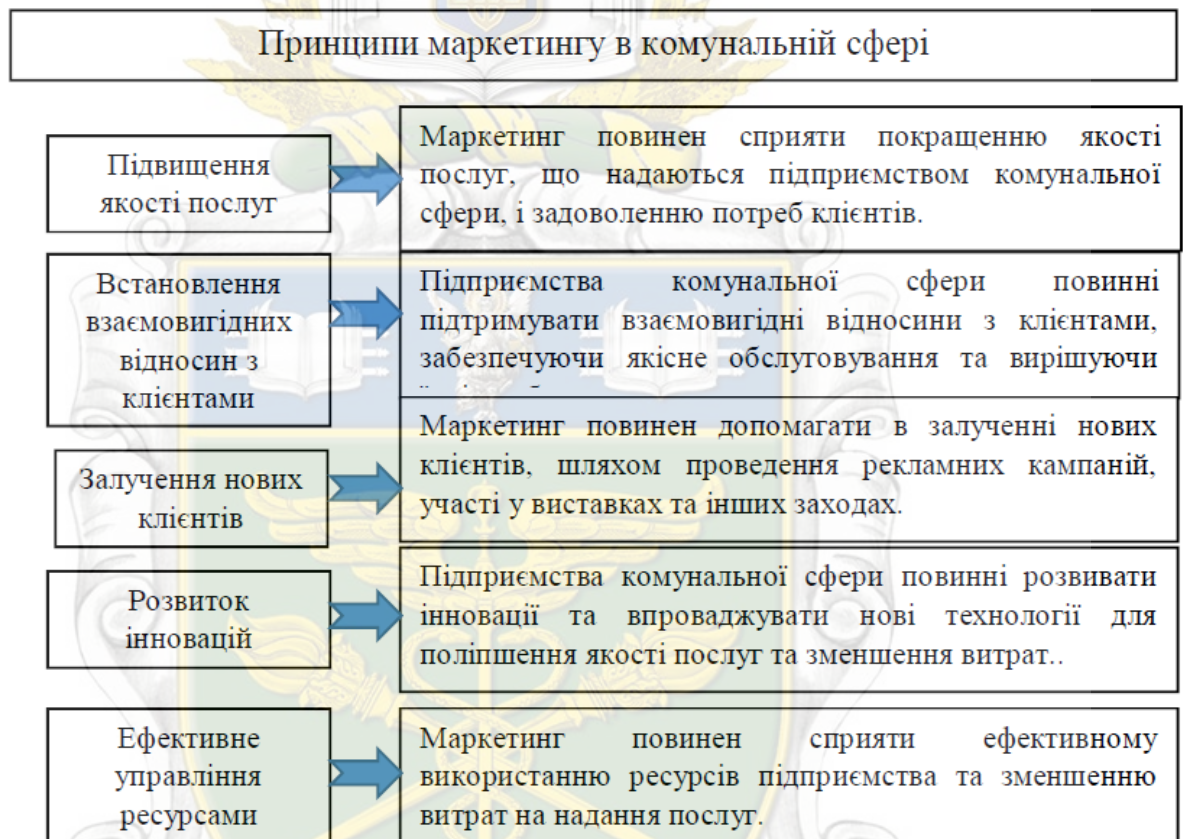 Принципи маркетингу в комунальній сфері
Підвищення
якості послуг
Маркетинг повинен сприяти покращенню якості
послуг, що надаються підприємством комунальної
сфери, і задоволенню потреб клієнтів.
Встановлення
взаємовигідних
відносин з
клієнтами
Підприємства комунальної сфери повинні
підтримувати взаємовигідні відносини з клієнтами,
забезпечуючи якісне обслуговування та вирішуючи
Залучення нових
клієнтів
Маркетинг повинен допомагати в залученні нових
клієнтів, шляхом проведення рекламних кампаній,
участі у виставках та інших заходах.
Розвиток
інновацій
Підприємства комунальної сфери повинні розвивати
інновації та впроваджувати нові технології для
поліпшення якості послуг та зменшення витрат..
Ефективне
управління
ресурсами
Маркетинг повинен сприяти ефективному
використанню ресурсів підприємства та зменшенню
витрат на надання послуг.